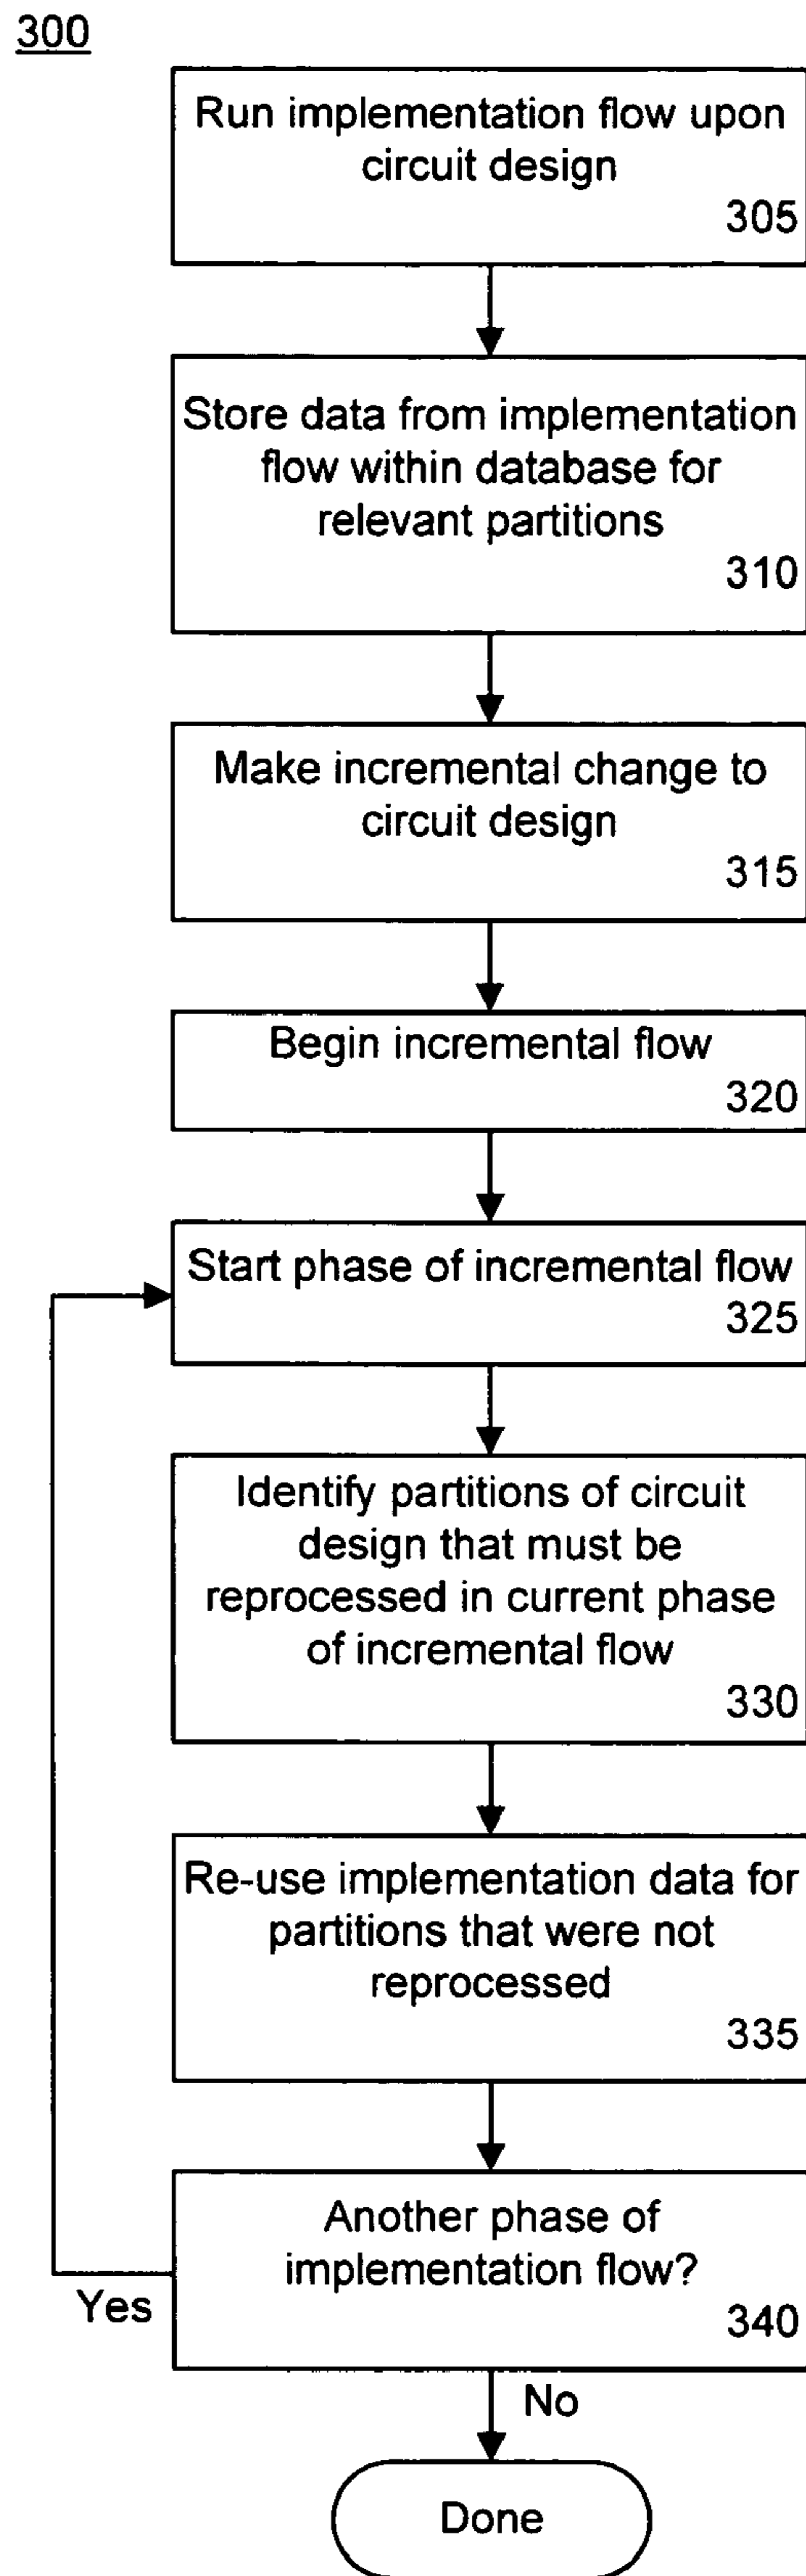 300
Run implementation flow upon
circuit design
305
Store data from implementation
flow within database for
relevant partitions
310
Make incremental change to
circuit design
315
Begin incremental flow
320
Start phase of incremental flow
325
Identify partitions of circuit
design that must be
reprocessed in current phase
of incremental flow
330
Re-use implementation data for
partitions that were not
reprocessed
335
Another phase of
implementation flow?
340
Yes
No
Done